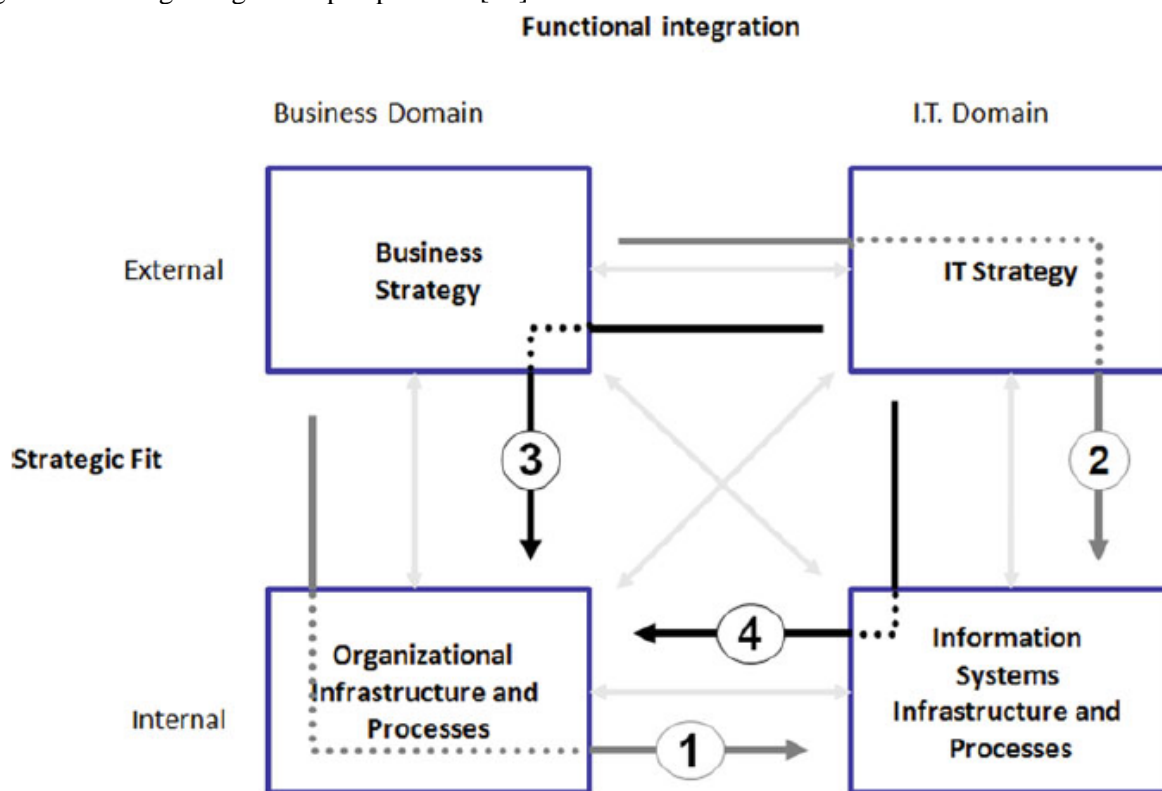 Functional integration
Business Domain
I.T. Domain
External
Business
Strategy
IT Strategy
Strategic Fit
3
2
4
Internal
Organizational
Infrastructure and
Processes
Information
Systems
Infrastructure and
Processes
1